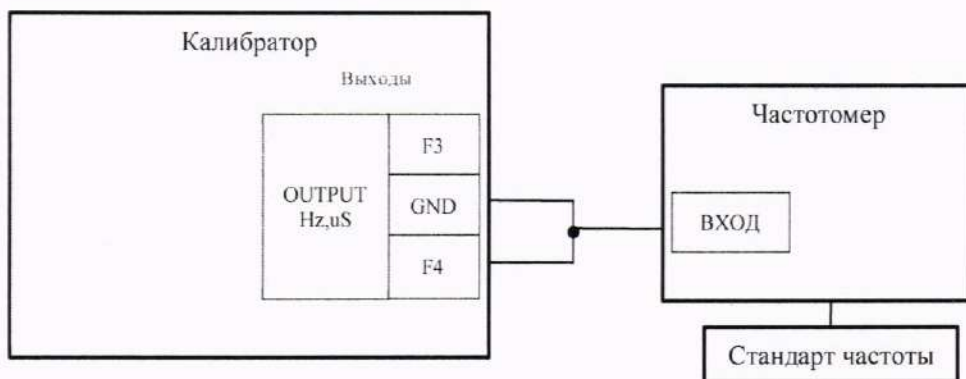 Калибратор
Выходы
OUTPUT
Hz,uS
F3
GND
F4
Частотомер
ВХОД
Стандарт частоты